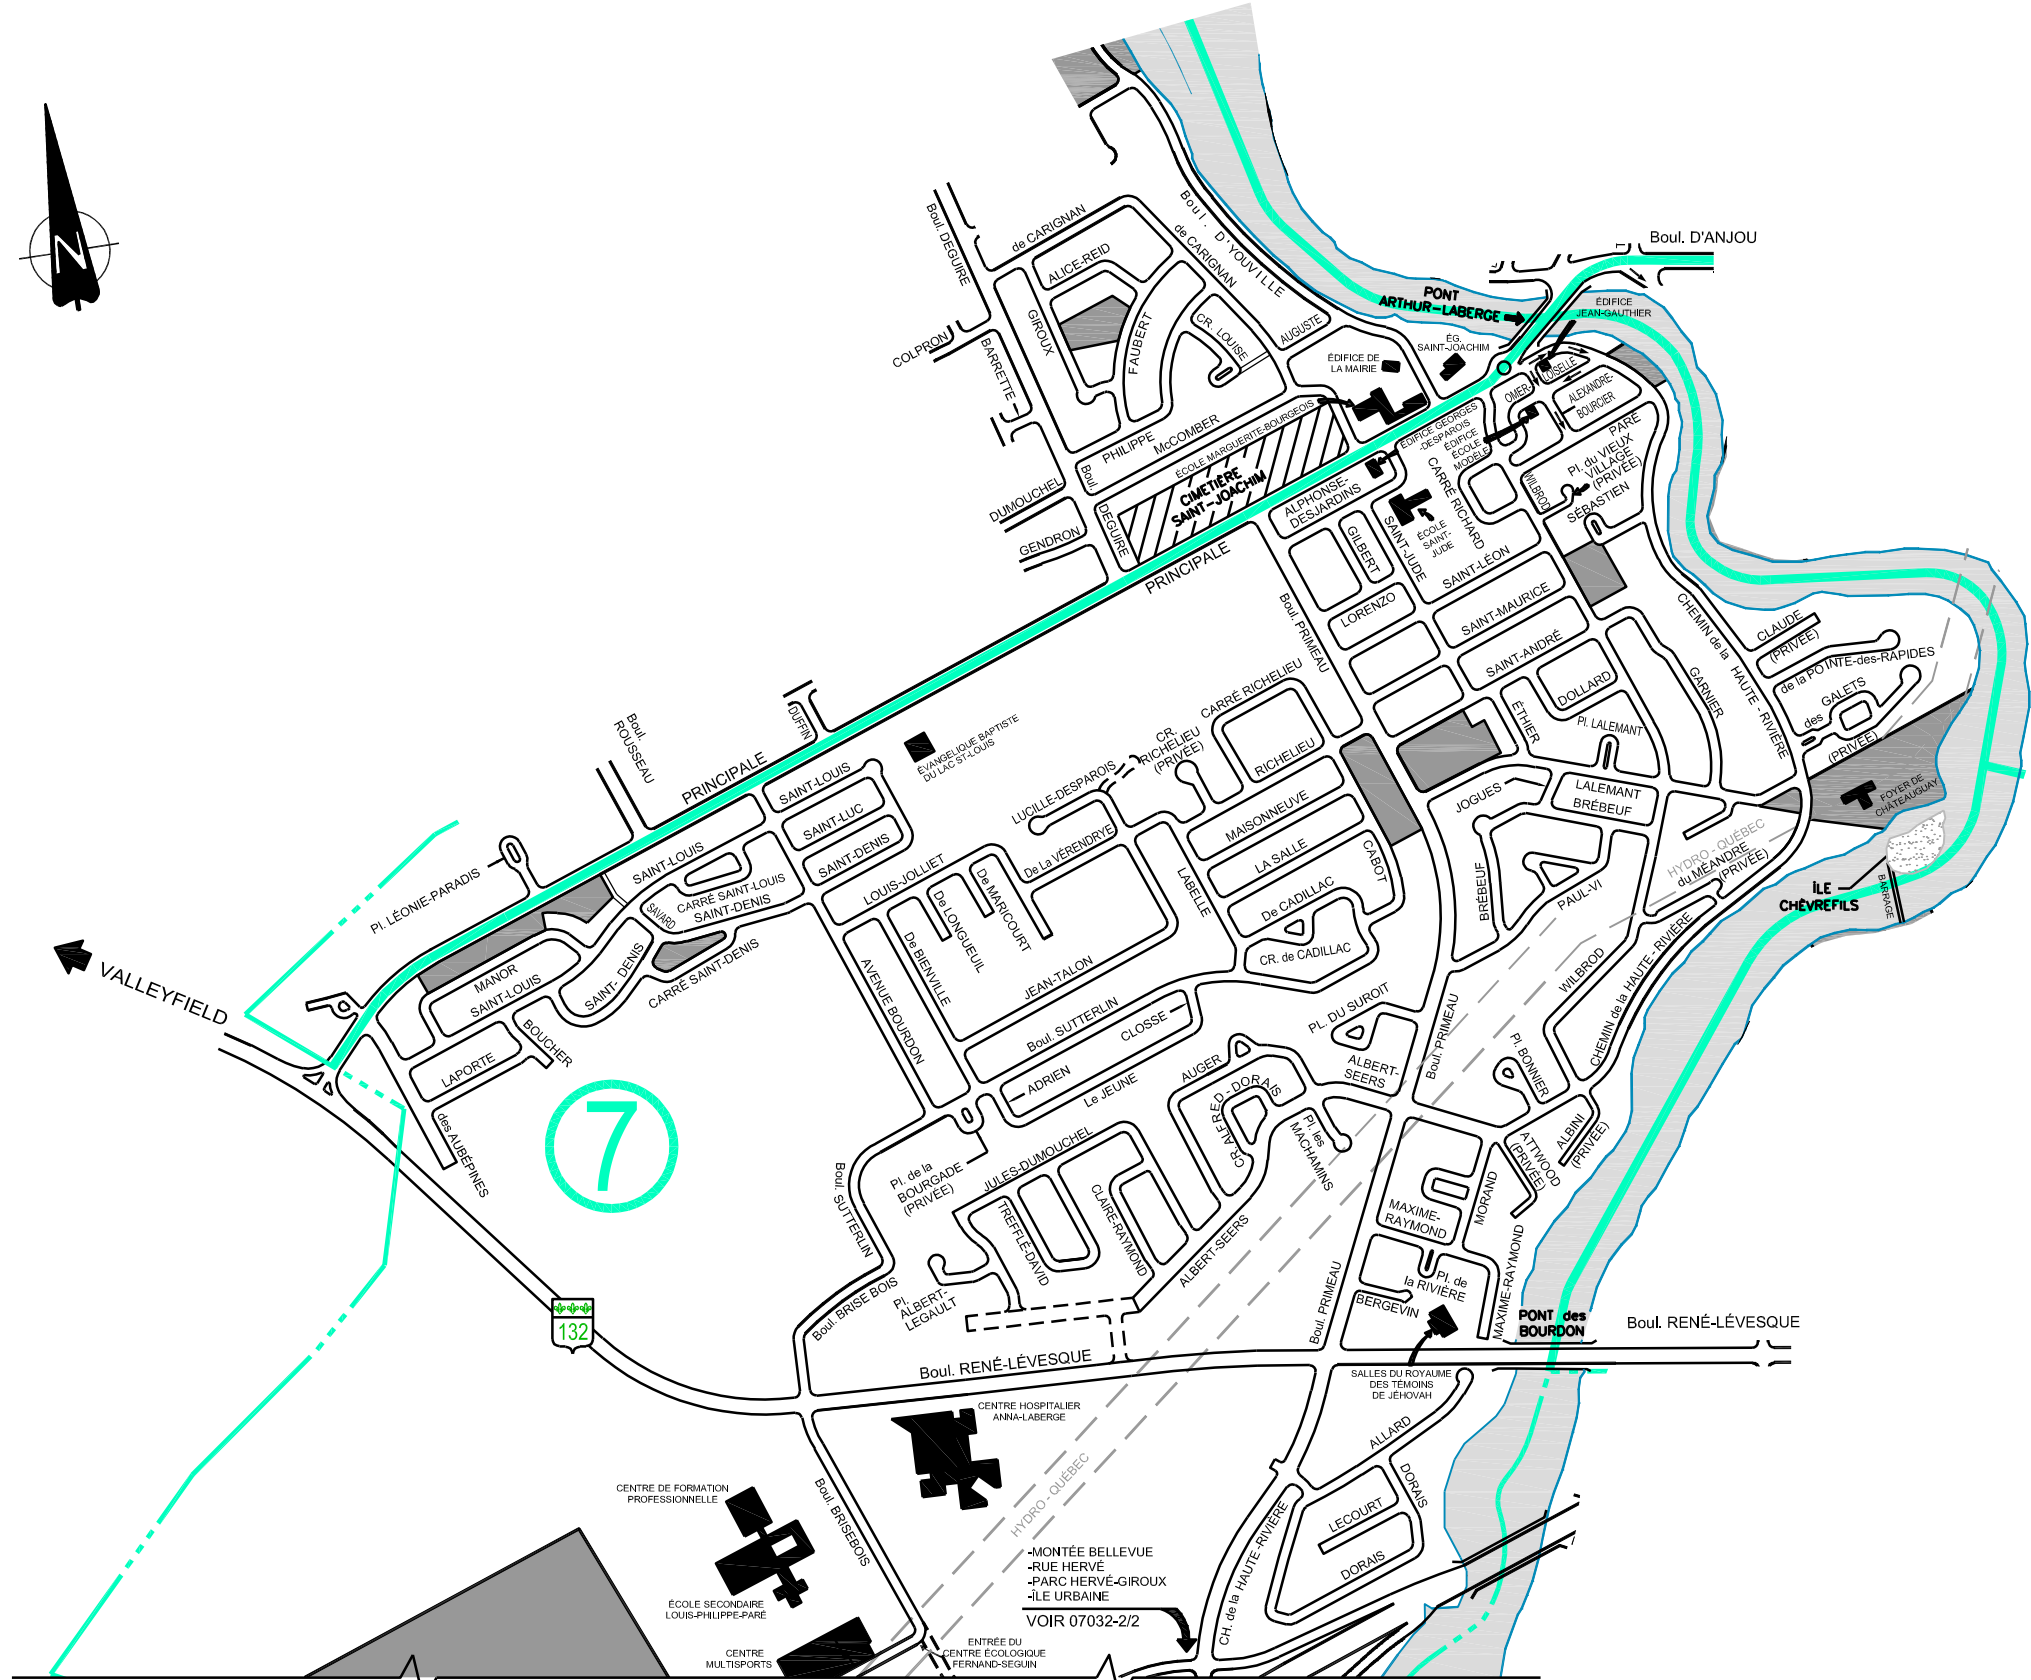 N
Boul. D'YOUVILLE
Boul. DEGUIRE
de CARIGNAN
ALICE-REID
de CARIGNAN
Boul. D'ANJOU
PONT
ARTHUR-LABERGE
ÉDIFICE
JEAN-GAUTHIER
GIROUX
FAUBERT
CR. LOUISE
AUGUSTE
COLPRON
BARRETTE
ÉG.
SAINT-JOACHIM
ÉDIFICE DE
LA MAIRIE
OMER-
LOISELLE
ALEXANDRE-
BOURCIER
PARÉ
PHILIPPE
McCOMBER
ÉCOLE MARGUERITE-BOURGEOIS
ÉDIFICE GEORGES
-DESPAROIS
ÉDIFICE
ÉCOLE
MODÈLE
CIMETIÈRE
SAINT-JOACHIM
Boul.
DEGUIRE
DUMOUCHEL
GENDRON
ALPHONSE-
DESJARDINS
CARRÉ RICHARD
WILBROD
Pl. du VIEUX
VILLAGE
(PRIVÉE)
SÉBASTIEN
GILBERT
SAINT-JUDE
ÉCOLE
SAINT-
JUDE
SAINT-LÉON
PRINCIPALE
LORENZO
SAINT-MAURICE
Boul. PRIMEAU
SAINT-ANDRÉ
CHEMIN de la HAUTE - RIVIÈRE
CLAUDE
(PRIVÉE)
de la POINTE-des-RAPIDES
des GALETS
(PRIVÉE)
GARNIER
DOLLARD
ÉTHIER
Pl. LALEMANT
CARRÉ RICHELIEU
CR.
RICHELIEU
(PRIVÉE)
RICHELIEU
DUFFIN
Boul.
ROUSSEAU
PRINCIPALE
ÉVANGELIQUE BAPTISTE
DU LAC ST-LOUIS
LUCILLE-DESPAROIS
SAINT-LOUIS
SAINT-LUC
SAINT-DENIS
MAISONNEUVE
LA SALLE
De CADILLAC
CABOT
JOGUES
LALEMANT
BRÉBEUF
FOYER DE
CHÂTEAUGUAY
HYDRO - QUÉBEC
du MÉANDRE
(PRIVÉE)
ÎLE
CHÈVREFILS
BARRAGE
De La VÉRENDRYE
LABELLE
LOUIS-JOLLIET
De MARICOURT
De LONGUEUIL
De BIENVILLE
SAINT-LOUIS
CARRÉ SAINT-LOUIS
SAINT-DENIS
SAVARD
Pl. LÉONIE-PARADIS
BRÉBEUF
PAUL-VI
CR. de CADILLAC
JEAN-TALON
AVENUE BOURDON
CARRÉ SAINT-DENIS
SAINT- DENIS
MANOR
SAINT-LOUIS
BOUCHER
LAPORTE
VALLEYFIELD
WILBROD
CHEMIN de la HAUTE - RIVIÈRE
PL. DU SUROIT
Boul. PRIMEAU
Boul. SUTTERLIN
CLOSSE
ADRIEN
Le JEUNE
AUGER
ALBERT-
SEERS
Pl. BONNIER
CR. ALFRED - DORAIS
Pl. les
MACHAMINS
ALBINI
(PRIVÉE)
ATTWOOD
(PRIVÉE)
des AUBÉPINES
7
Boul. SUTTERLIN
Pl. de la
BOURGADE
(PRIVÉE)
JULES-DUMOUCHEL
TREFFLÉ-DAVID
CLAIRE-RAYMOND
ALBERT-SEERS
MAXIME-
RAYMOND
MORAND
MAXIME-RAYMOND
Pl. de
la RIVIÈRE
BERGEVIN
Boul. PRIMEAU
Pl.
ALBERT-
LEGAULT
Boul. BRISE BOIS
132
PONT des
BOURDON
Boul. RENÉ-LÉVESQUE
Boul. RENÉ-LÉVESQUE
SALLES DU ROYAUME
DES TÉMOINS
DE JÉHOVAH
CENTRE HOSPITALIER
ANNA-LABERGE
ALLARD
DORAIS
LECOURT
DORAIS
HYDRO - QUÉBEC
CH. de la HAUTE -RIVIÈRE
CENTRE DE FORMATION
PROFESSIONNELLE
Boul. BRISEBOIS
-MONTÉE BELLEVUE
-RUE HERVÉ
-PARC HERVÉ-GIROUX
-ÎLE URBAINE
VOIR 07032-2/2
ÉCOLE SECONDAIRE
LOUIS-PHILIPPE-PARÉ
CENTRE
MULTISPORTS
ENTRÉE DU
CENTRE ÉCOLOGIQUE
FERNAND-SEGUIN